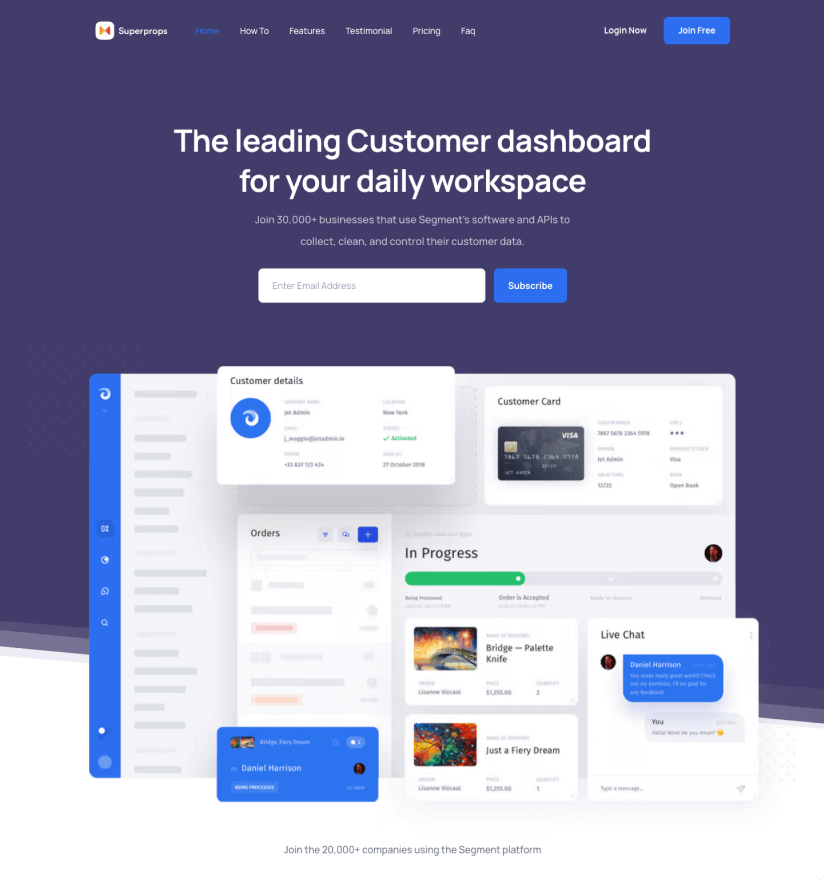 Superprops
Home
How To
Features
Testimonial
Pricing
Faq
Login Now
Join Free
The leading Customer dashboard
for your daily workspace
Join 30,000+ businesses that use Segment's software and APIs to
collect, clean, and control their customer data.
Enter Email Address
Subscribe
Customer details
COMPANY NAME
Jet Admin
LOCATION
New York
EMAIL
j_maggie@jetadmin.io
STATUS
Activated
PHONE
+33 837 123 434
SIGN UP
27 October 2018
Customer Card
VISA
7867 5678 2364 5978
JET ADMIN
CARD NUMBER
7867 5678 2364 5978
OWNER
Jet Admin
Visa
VALID THRU
12/22
BANK
Open Bank
Orders
In Progress
Being Processed
Order is Accepted
Ready for delivery
Delivered
NAME OF PAINTING
Bridge — Palette
Knife
Lisanne Viscaal
PRICE
$1,255.00
QUANTITY
2
NAME OF PAINTING
Just a Fiery Dream
Lisanne Viscaal
PRICE
$1,255.00
QUANTITY
1
Live Chat
Daniel Harrison
You make really great work!! Check
out my portfolio, I'll be glad for
any feedback!
You
Hello! What do you mean?
Type a message...
Bridge, Fiery Dream
Daniel Harrison
BEING PROCESSED
Join the 20,000+ companies using the Segment platform